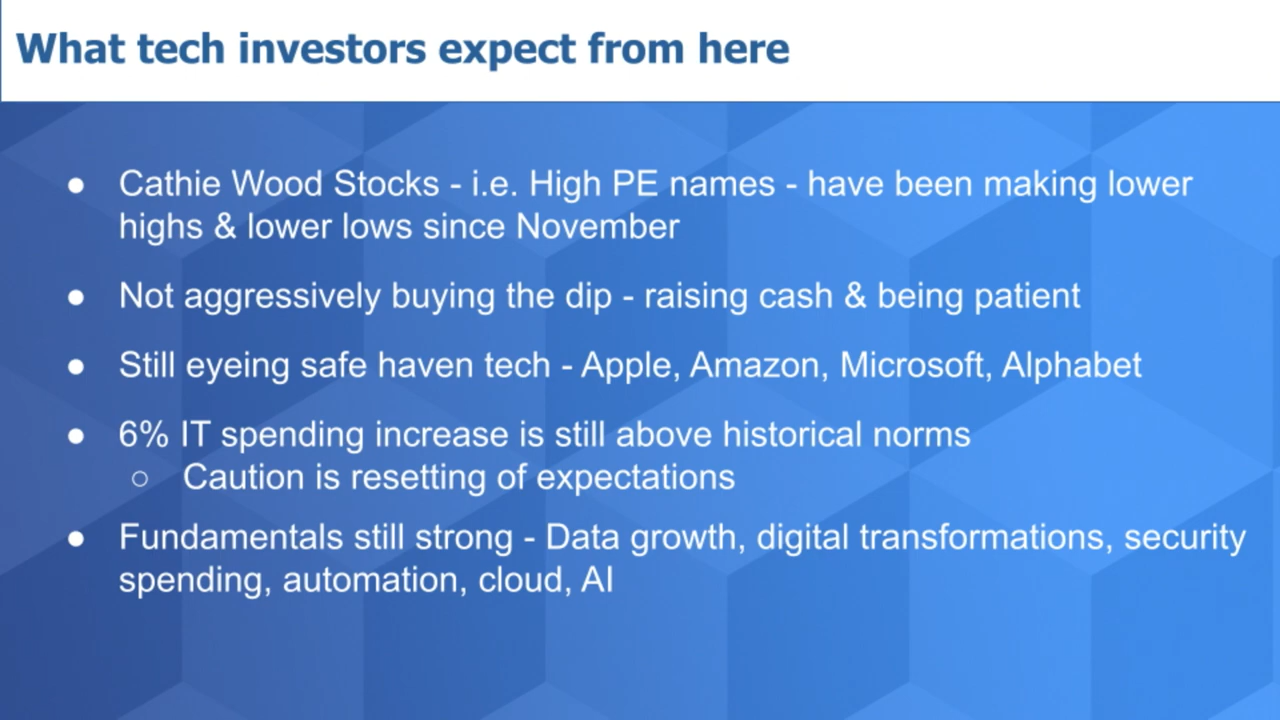 What tech investors expect from here
● Cathie Wood Stocks - i.e. High PE names - have been making lower
highs & lower lows since November
● Not aggressively buying the dip - raising cash & being patient
● Still eyeing safe haven tech - Apple, Amazon, Microsoft, Alphabet
● 6% IT spending increase is still above historical norms
○ Caution is resetting of expectations
● Fundamentals still strong - Data growth, digital transformations, security
spending, automation, cloud, AI